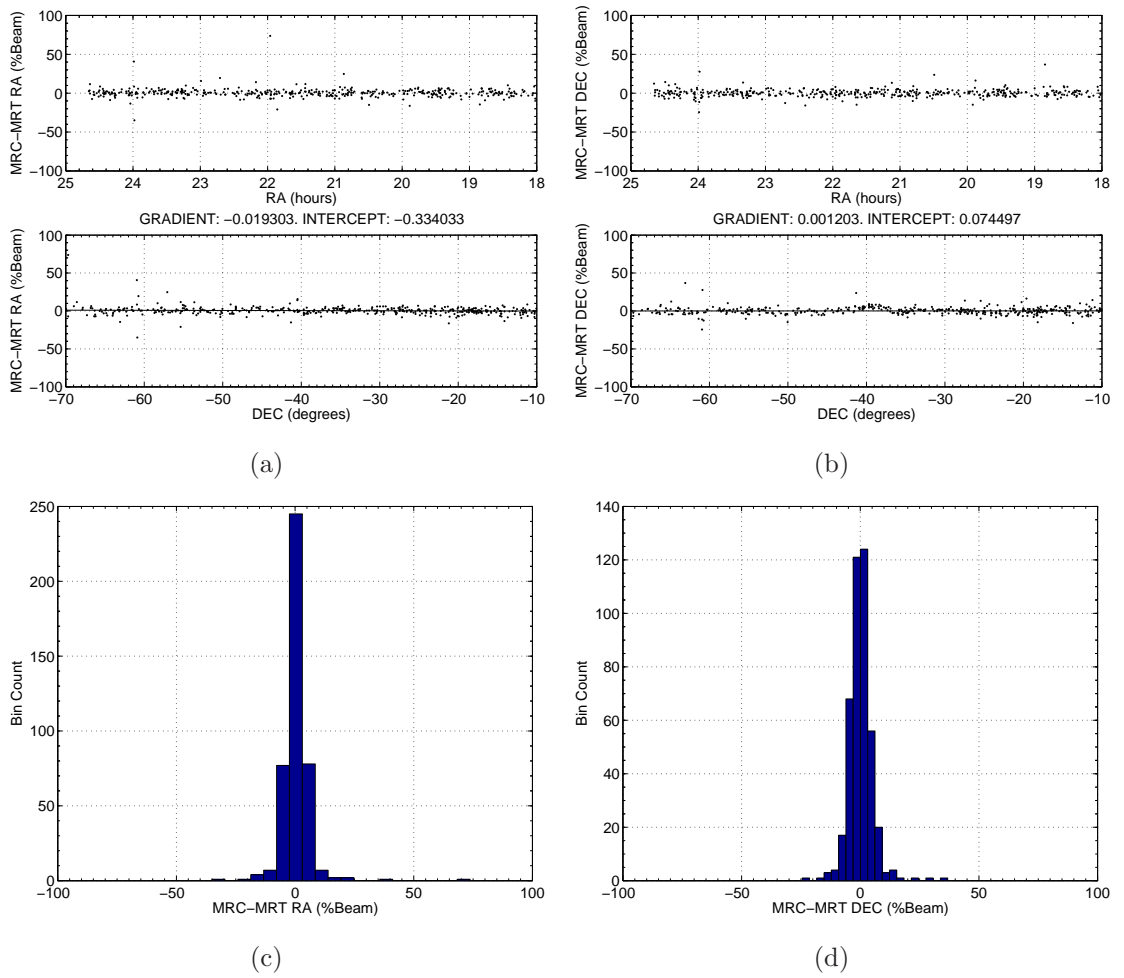 100
50
0
−50
−100
MRC−MRT RA (%Beam)
25 24 23 22 21 20 19 18
RA (hours)
GRADIENT: −0.019303. INTERCEPT: −0.334033
100
50
0
−50
−100
MRC−MRT RA (%Beam)
−70 −60 −50 −40 −30 −20 −10
DEC (degrees)
(a)
100
50
0
−50
−100
MRC−MRT DEC (%Beam)
25 24 23 22 21 20 19 18
RA (hours)
GRADIENT: 0.001203. INTERCEPT: 0.074497
100
50
0
−50
−100
MRC−MRT DEC (%Beam)
−70 −60 −50 −40 −30 −20 −10
DEC (degrees)
(b)
250
200
150
100
50
0
Bin Count
−100 −50 0 50 100
MRC−MRT RA (%Beam)
(c)
140
120
100
80
60
40
20
0
Bin Count
−100 −50 0 50 100
MRC−MRT DEC (%Beam)
(d)